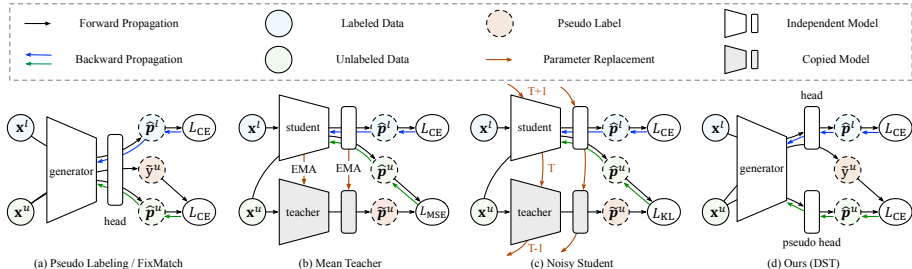 Forward Propagation Labeled Data Pseudo Label Independent Model
Backward Propagation Unlabeled Data Parameter Replacement Copied Model
x^l generator head p̂^l L_CE
ỹ^u
x^u p̂^u L_CE
(a) Pseudo Labeling / FixMatch
x^l student p̂^l L_CE
EMA EMA p̂^u
x^u teacher p̃^u L_MSE
(b) Mean Teacher
T+1
x^l student p̂^l L_CE
T p̂^u
x^u teacher p̃^u L_KL
T-1
(c) Noisy Student
head
x^l p̂^l L_CE
generator ỹ^u
x^u p̂^u L_CE
pseudo head
(d) Ours (DST)